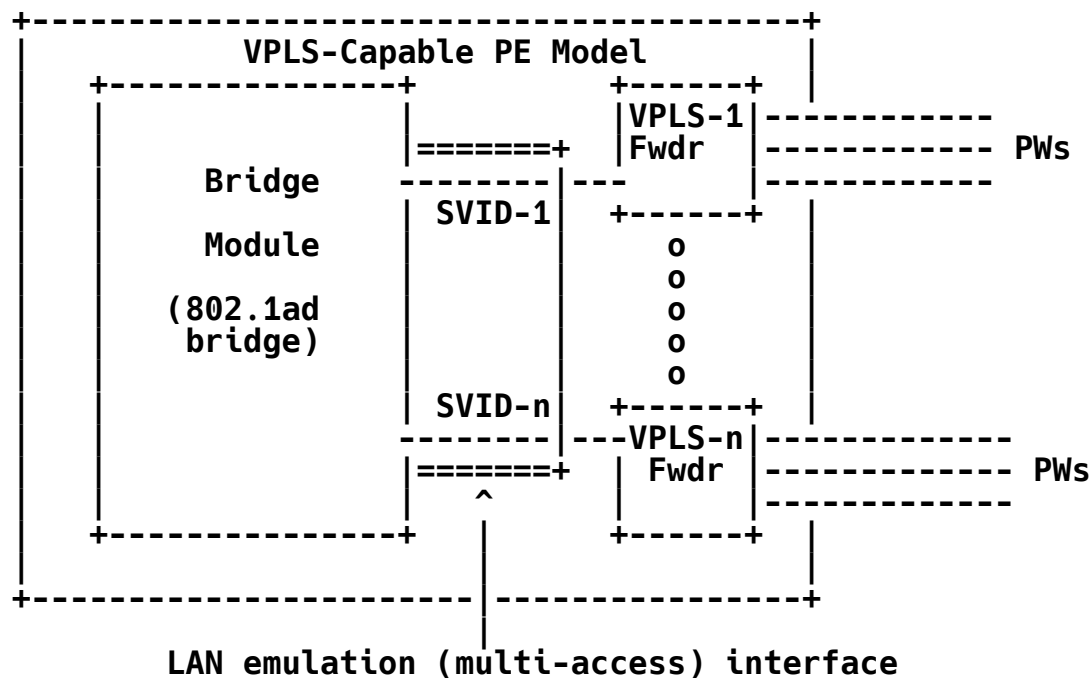 VPLS-Capable PE Model
VPLS-1
Fwdr PWs
Bridge
SVID-1
Module o
o
(802.1ad o
bridge) o
o
SVID-n
VPLS-n
Fwdr PWs
LAN emulation (multi-access) interface